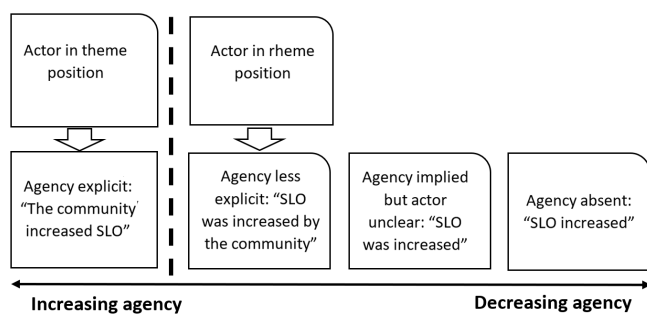 Actor in theme
position
Actor in rheme
position
Agency explicit:
“The community'
increased SLO”
Agency less
explicit: “SLO
was increased by
the community”
Agency implied
but actor
unclear: “SLO
was increased”
Agency absent:
“SLO increased”
Increasing agency
Decreasing agency